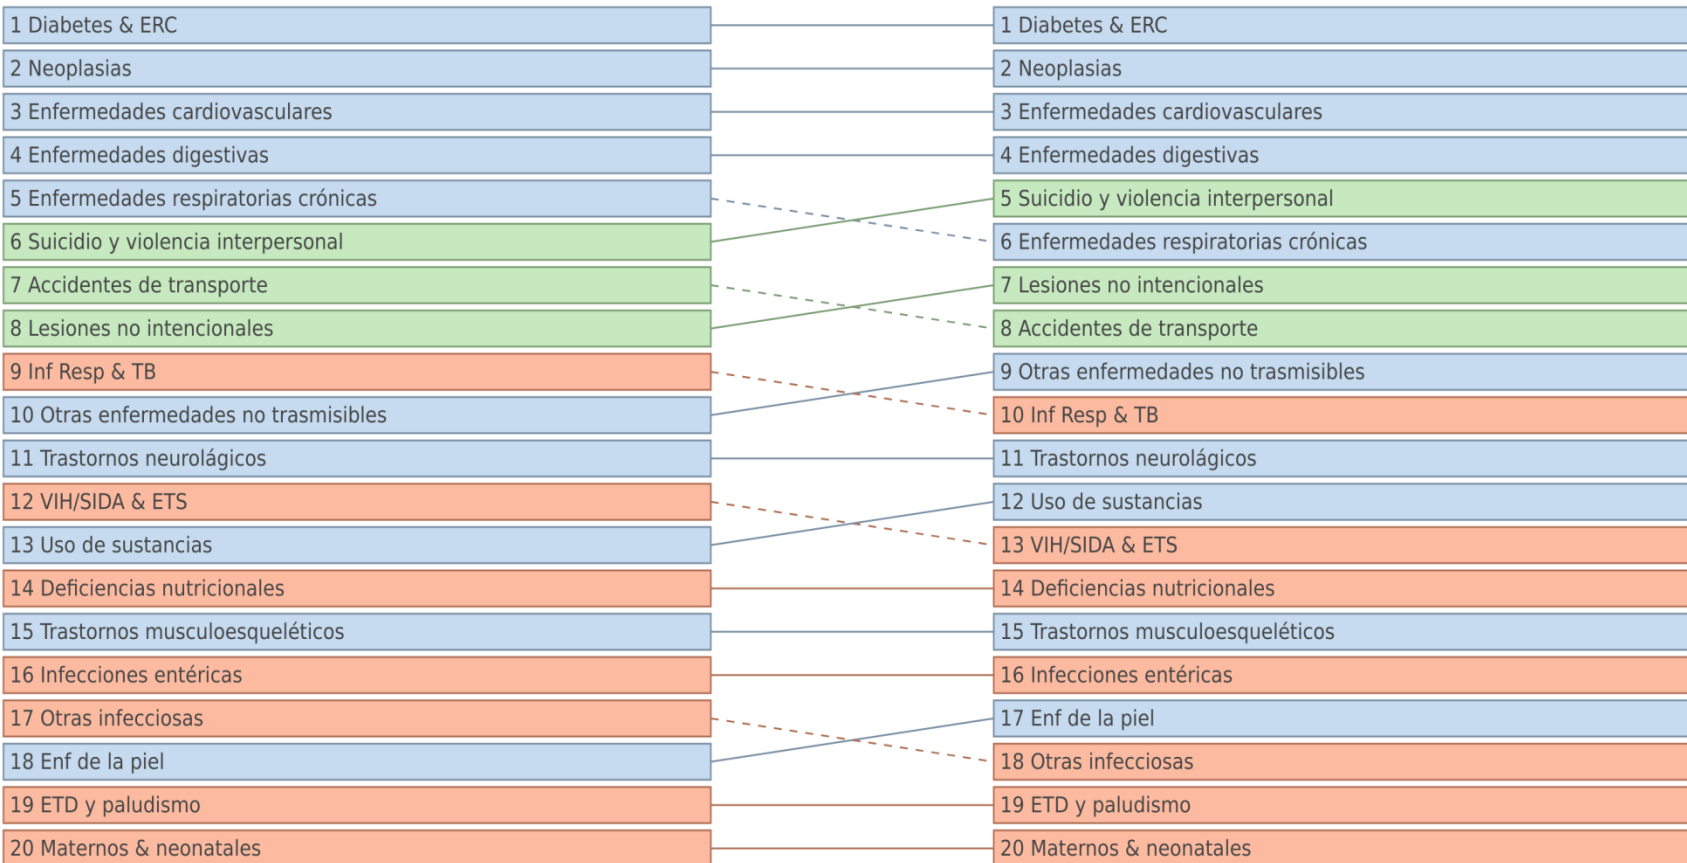 1 Diabetes & ERC
2 Neoplasias
3 Enfermedades cardiovasculares
4 Enfermedades digestivas
5 Enfermedades respiratorias crónicas
6 Suicidio y violencia interpersonal
7 Accidentes de transporte
8 Lesiones no intencionales
9 Inf Resp & TB
10 Otras enfermedades no trasmisibles
11 Trastornos neurolágicos
12 VIH/SIDA & ETS
13 Uso de sustancias
14 Deficiencias nutricionales
15 Trastornos musculoesqueléticos
16 Infecciones entéricas
17 Otras infecciosas
18 Enf de la piel
19 ETD y paludismo
20 Maternos & neonatales
1 Diabetes & ERC
2 Neoplasias
3 Enfermedades cardiovasculares
4 Enfermedades digestivas
5 Suicidio y violencia interpersonal
6 Enfermedades respiratorias crónicas
7 Lesiones no intencionales
8 Accidentes de transporte
9 Otras enfermedades no trasmisibles
10 Inf Resp & TB
11 Trastornos neurolágicos
12 Uso de sustancias
13 VIH/SIDA & ETS
14 Deficiencias nutricionales
15 Trastornos musculoesqueléticos
16 Infecciones entéricas
17 Enf de la piel
18 Otras infecciosas
19 ETD y paludismo
20 Maternos & neonatales